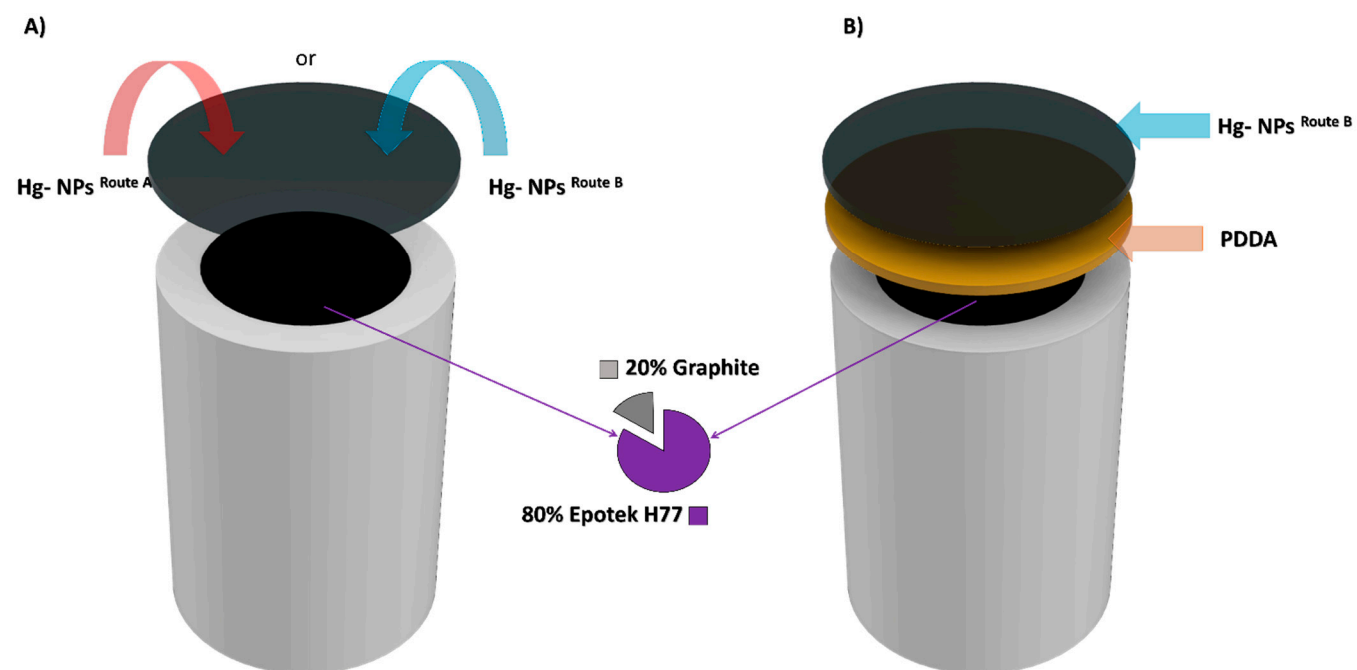 A)
or
Hg- NPs Route A
Hg- NPs Route B
20% Graphite
80% Epotek H77
B)
Hg- NPs Route B
PDDA